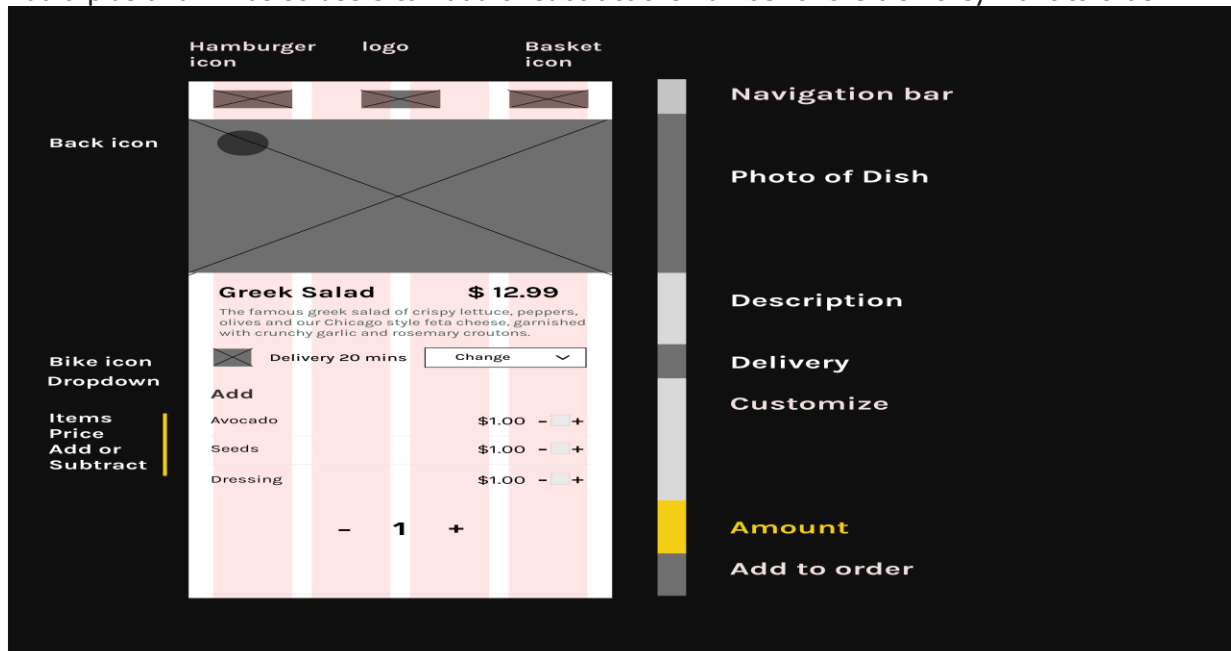 Hamburger icon
logo
Basket icon
Navigation bar
Back icon
Photo of Dish
Greek Salad $ 12.99
The famous greek salad of crispy lettuce, peppers,
olives and our Chicago style feta cheese, garnished
with crunchy garlic and rosemary croutons.
Description
Bike icon
Dropdown
Delivery 20 mins
Change
Delivery
Customize
Items
Price
Add or
Subtract
Add
Avocado $1.00 - +
Seeds $1.00 - +
Dressing $1.00 - +
- 1 +
Amount
Add to order